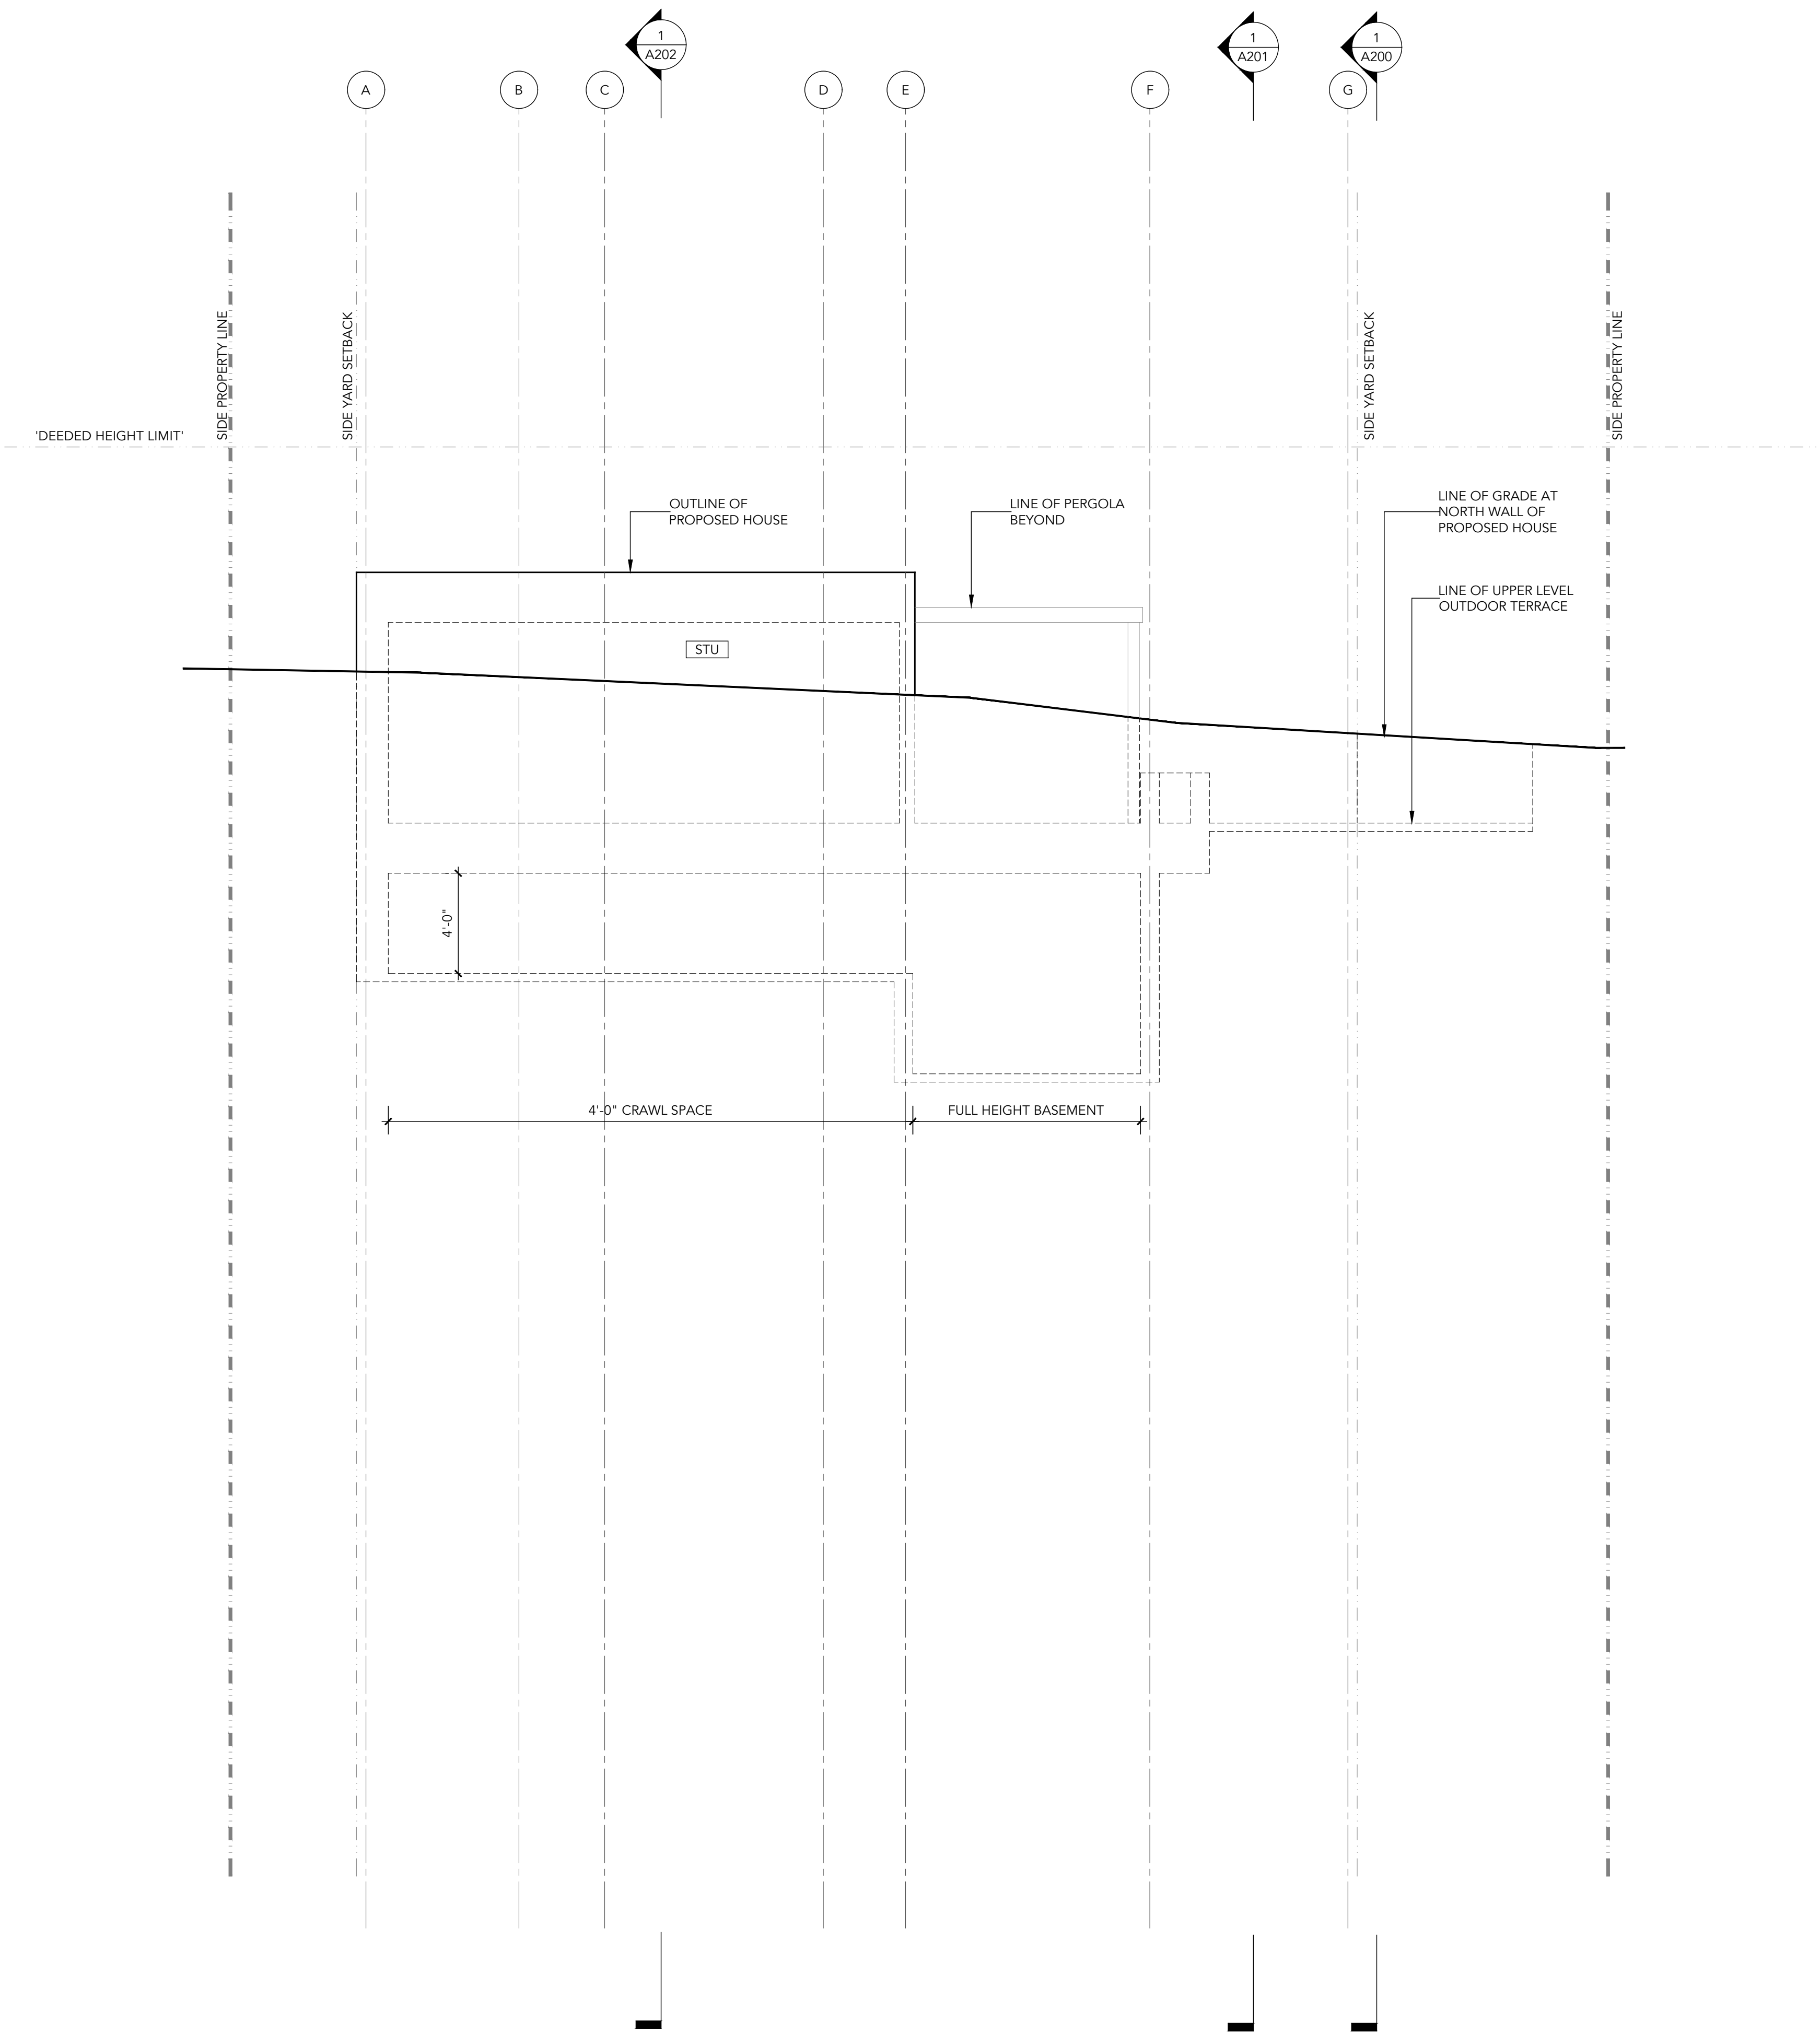 1
A202
1
A201
1
A200
A
B
C
D
E
F
G
SIDE PROPERTY LINE
SIDE YARD SETBACK
SIDE YARD SETBACK
SIDE PROPERTY LINE
'DEEDED HEIGHT LIMIT'
OUTLINE OF
PROPOSED HOUSE
LINE OF PERGOLA
BEYOND
LINE OF GRADE AT
NORTH WALL OF
PROPOSED HOUSE
LINE OF UPPER LEVEL
OUTDOOR TERRACE
STU
4'-0"
4'-0" CRAWL SPACE
FULL HEIGHT BASEMENT